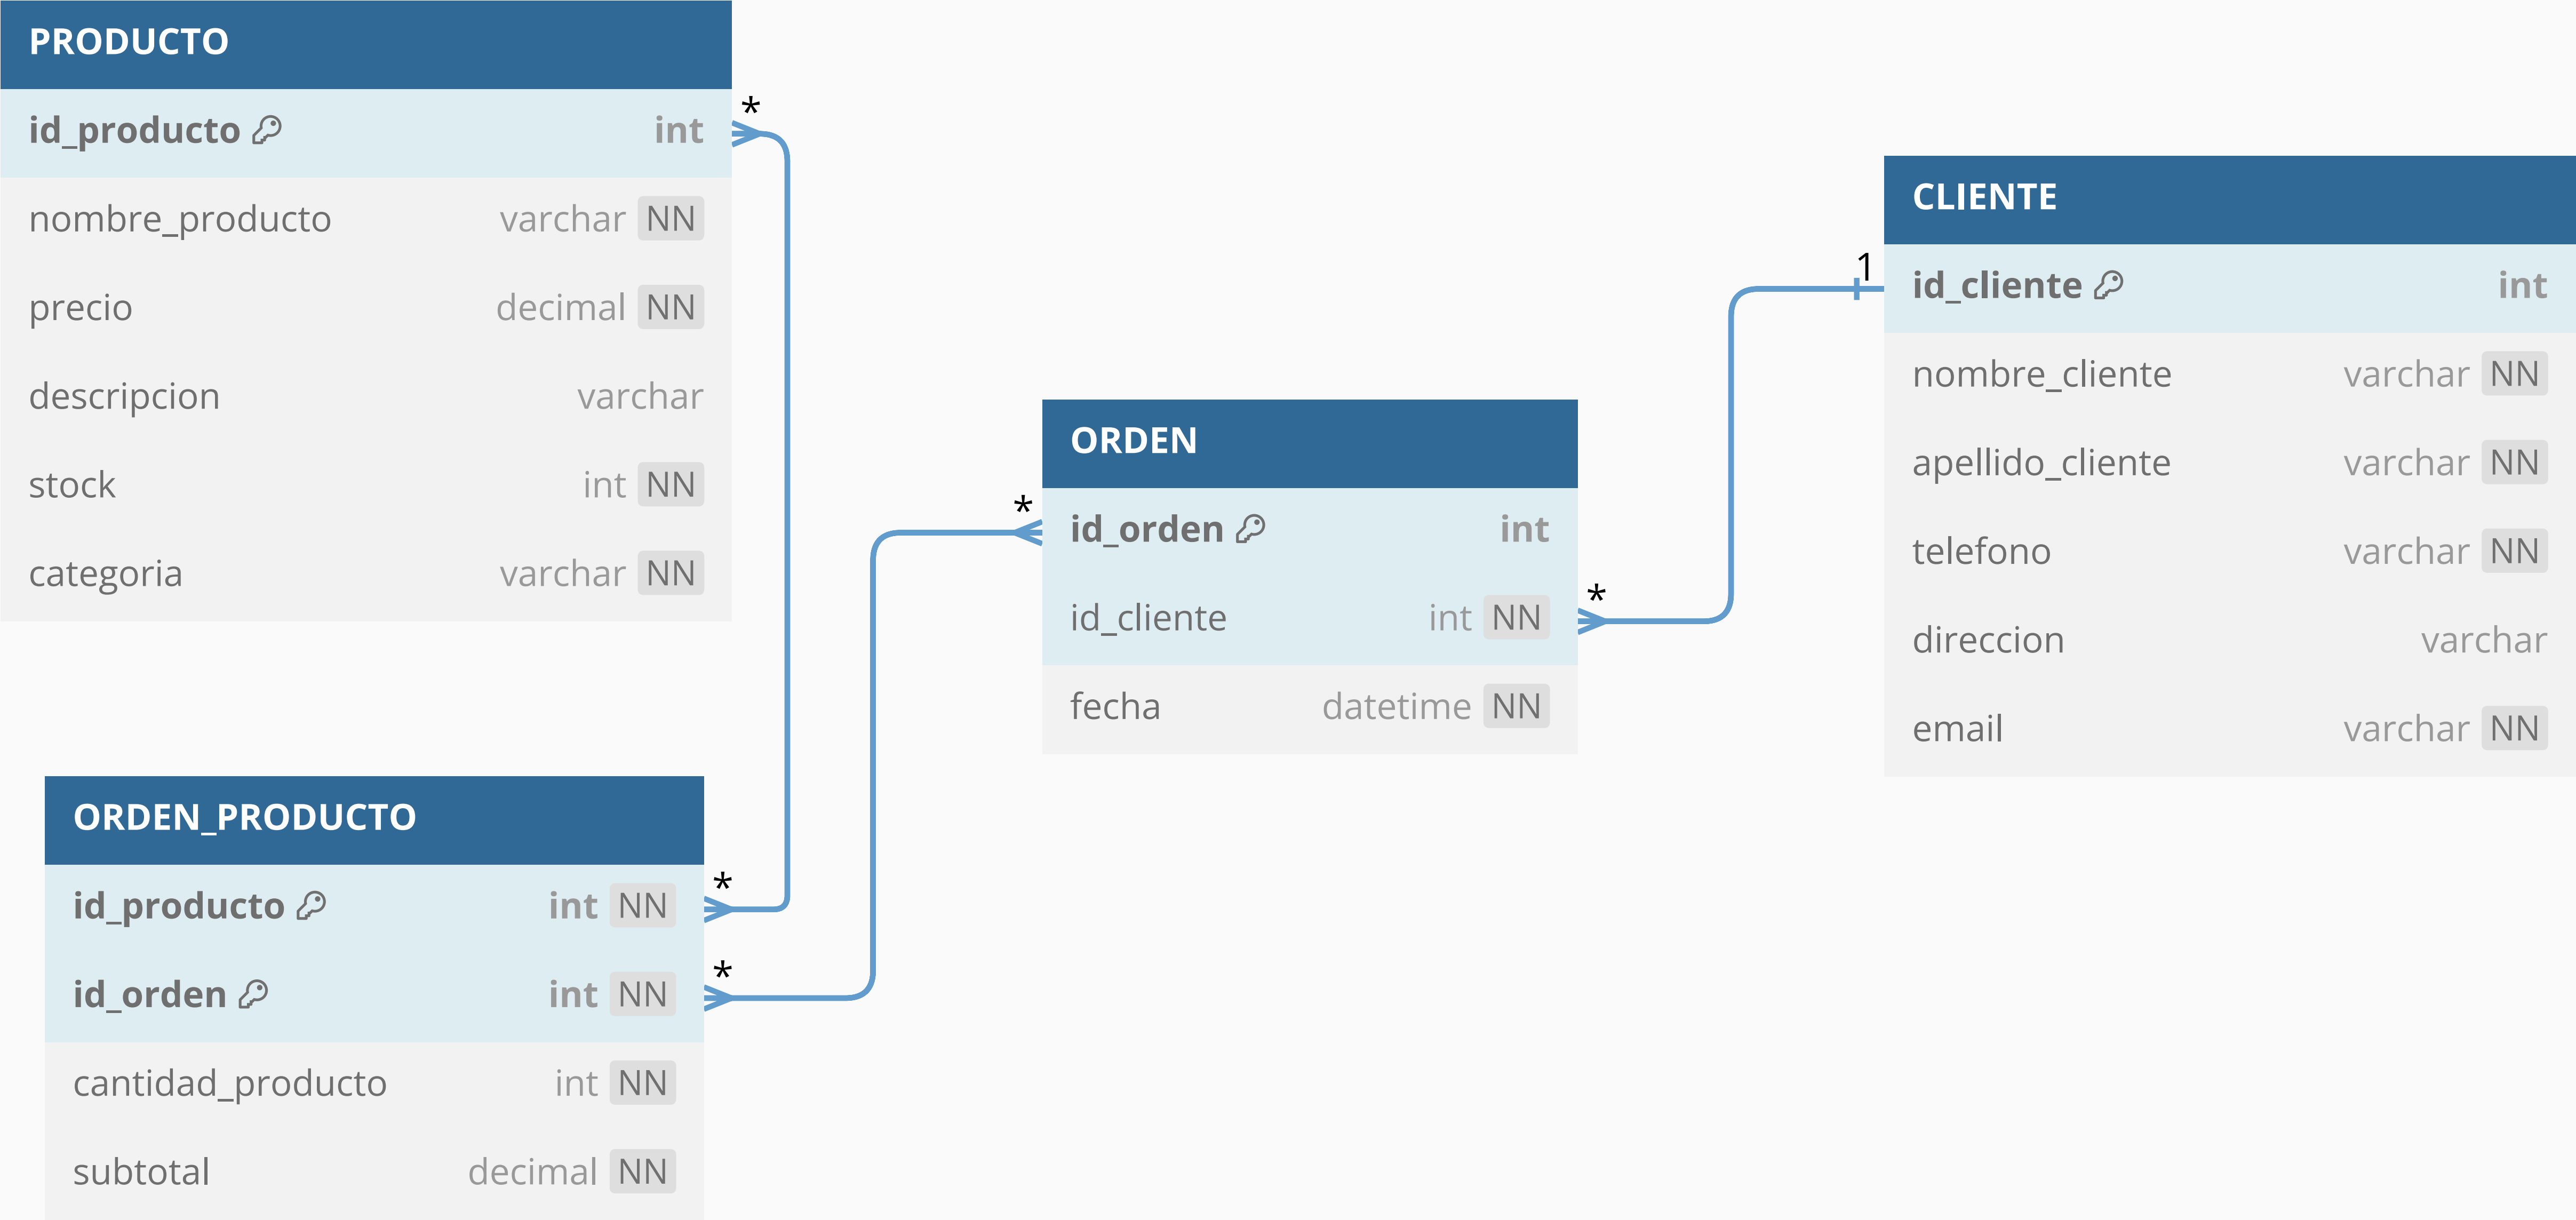 PRODUCTO
id_producto int
nombre_producto varchar NN
precio decimal NN
descripcion varchar
stock int NN
categoria varchar NN
*
ORDEN_PRODUCTO
id_producto int NN
id_orden int NN
cantidad_producto int NN
subtotal decimal NN
*
*
ORDEN
*
id_orden int
id_cliente int NN
fecha datetime NN
*
CLIENTE
1
id_cliente int
nombre_cliente varchar NN
apellido_cliente varchar NN
telefono varchar NN
direccion varchar
email varchar NN